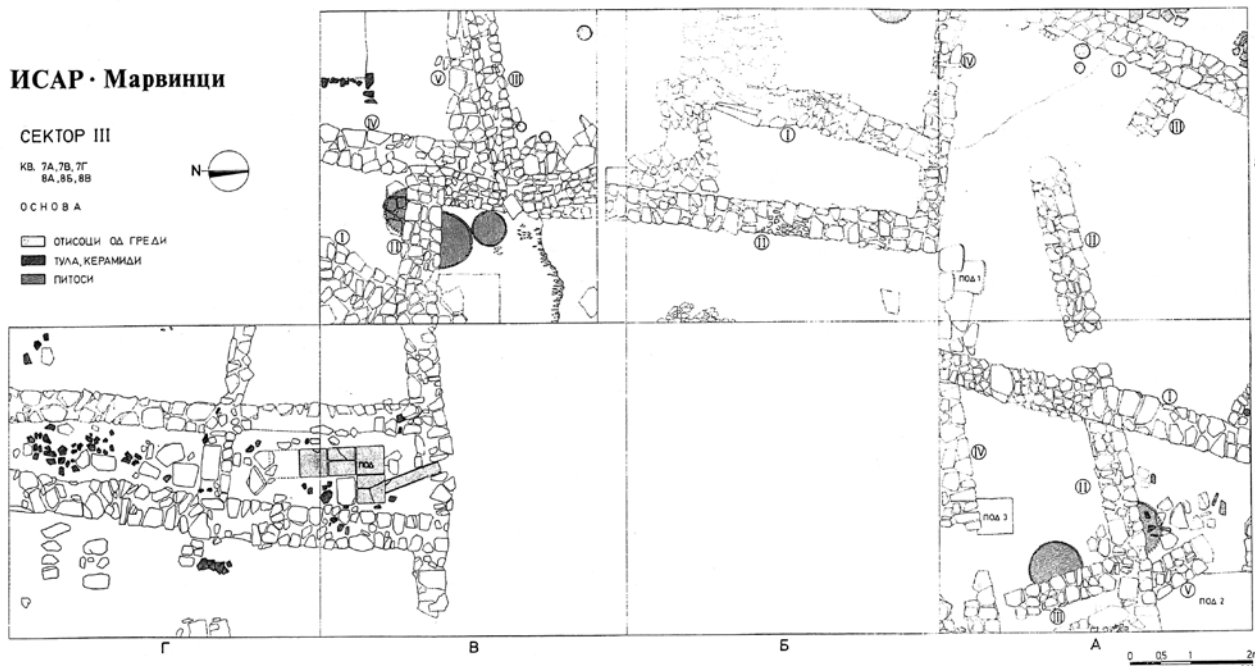 ИСАР · Марвинци
СЕКТОР III
КВ. 7А,7В,7Г
8А,8Б,8В
N
ОСНОВА
ОТИСОЦИ ОД ГРЕДИ
ТУЛА, КЕРАМИДИ
ПИТОСИ
V
III
IV
I
II
I
II
IV
I
III
II
ПОД 1
I
IV
II
ПОД 3
III
V
ПОД 2
ПОД
Г
В
Б
А
0 0,5 1